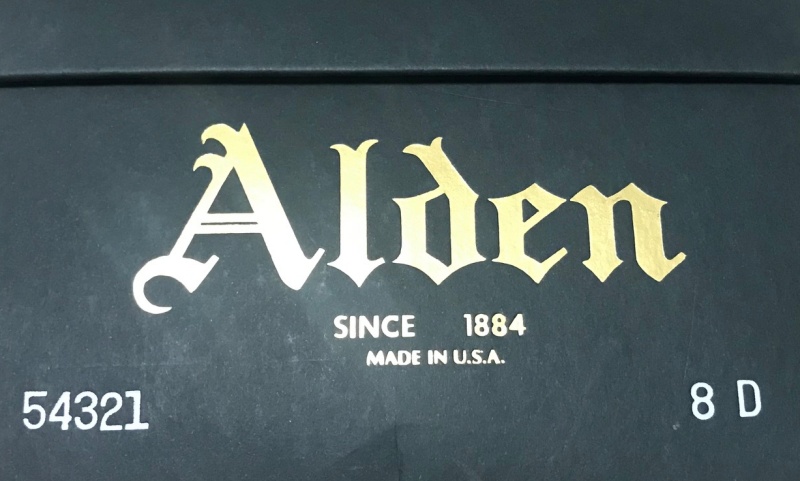 Alden
SINCE 1884
MADE IN U.S.A.
54321 8 D